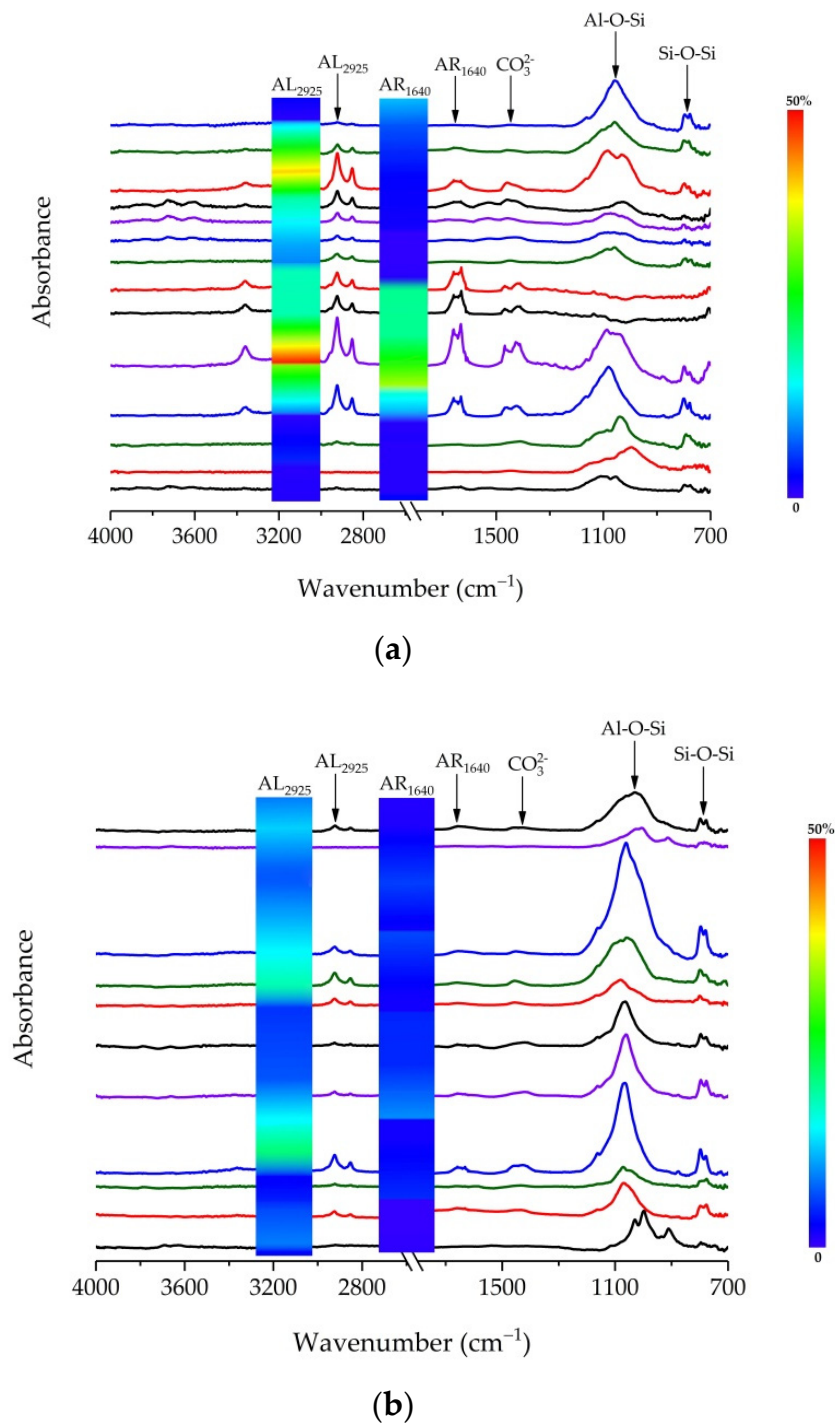 Al-O-Si
Si-O-Si
AL₂₉₂₅
AR₁₆₄₀
CO₃²⁻
AL₂₉₂₅
AR₁₆₄₀
50%
0
Absorbance
4000 3600 3200 2800 1500 1100 700
Wavenumber (cm⁻¹)
(a)
Al-O-Si
Si-O-Si
AL₂₉₂₅
AR₁₆₄₀
CO₃²⁻
AL₂₉₂₅
AR₁₆₄₀
50%
0
Absorbance
4000 3600 3200 2800 1500 1100 700
Wavenumber (cm⁻¹)
(b)